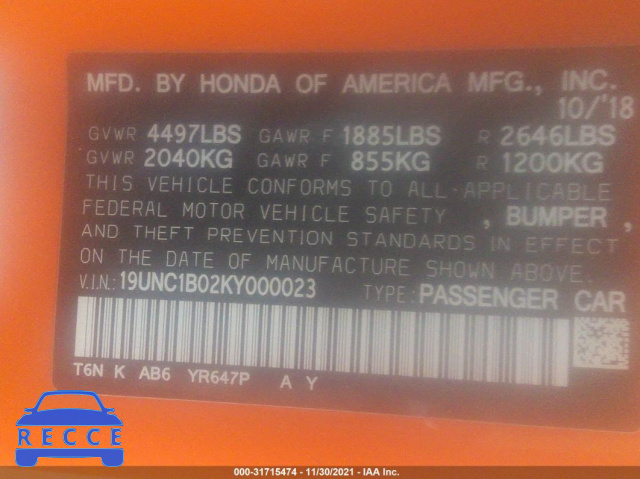 MFD. BY HONDA OF AMERICA MFG., INC.
10/'18
GVWR 4497LBS GAWR F 1885LBS R 2646LBS
GVWR 2040KG GAWR F 855KG R 1200KG
THIS VEHICLE CONFORMS TO ALL APPLICABLE
FEDERAL MOTOR VEHICLE SAFETY , BUMPER ,
AND THEFT PREVENTION STANDARDS IN EFFECT
ON THE DATE OF MANUFACTURE SHOWN ABOVE.
V.I.N.: 19UNC1B02KY000023 TYPE: PASSENGER CAR
T6N K AB6 YR647P A Y
RECCE
000-31715474 - 11/30/2021 - IAA Inc.